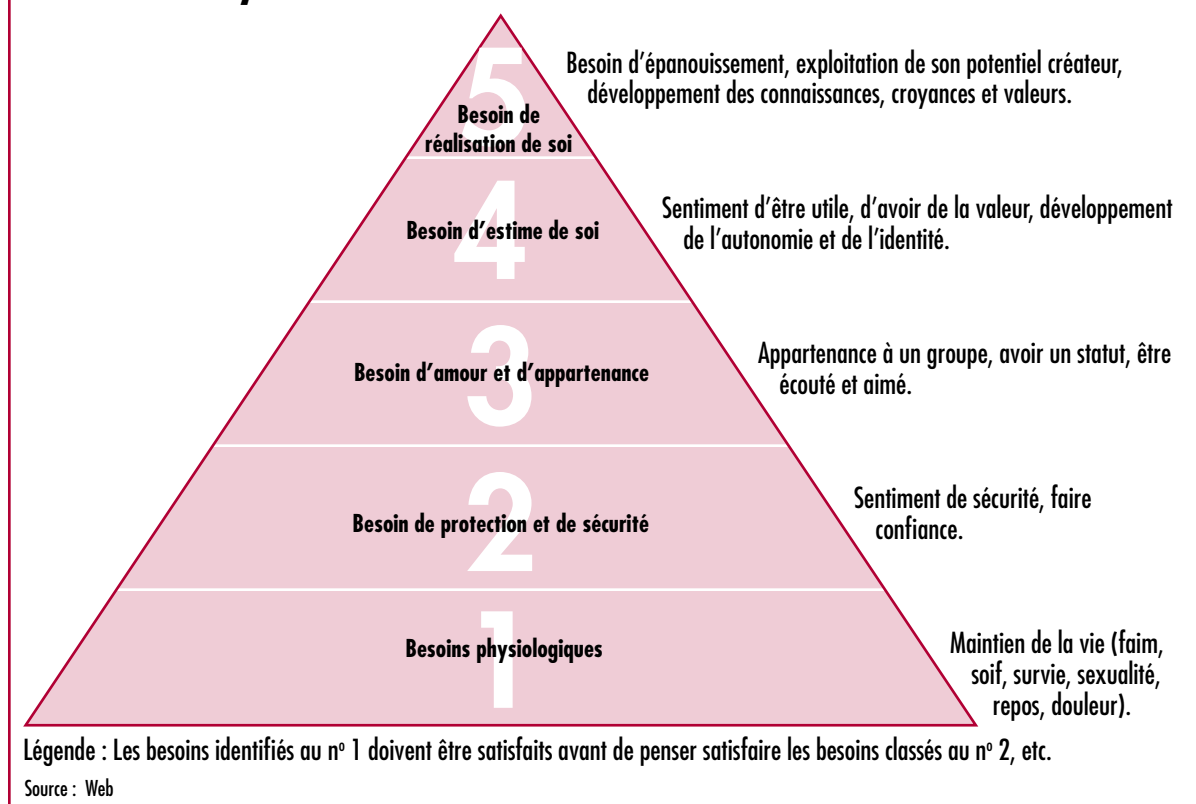 5
Besoin de
réalisation de soi
Besoin d'épanouissement, exploitation de son potentiel créateur,
développement des connaissances, croyances et valeurs.
4
Besoin d'estime de soi
Sentiment d'être utile, d'avoir de la valeur, développement
de l'autonomie et de l'identité.
3
Besoin d'amour et d'appartenance
Appartenance à un groupe, avoir un statut, être
écouté et aimé.
2
Besoin de protection et de sécurité
Sentiment de sécurité, faire
confiance.
1
Besoins physiologiques
Maintien de la vie (faim,
soif, survie, sexualité,
repos, douleur).
Légende : Les besoins identifiés au nº 1 doivent être satisfaits avant de penser satisfaire les besoins classés au nº 2, etc.
Source : Web